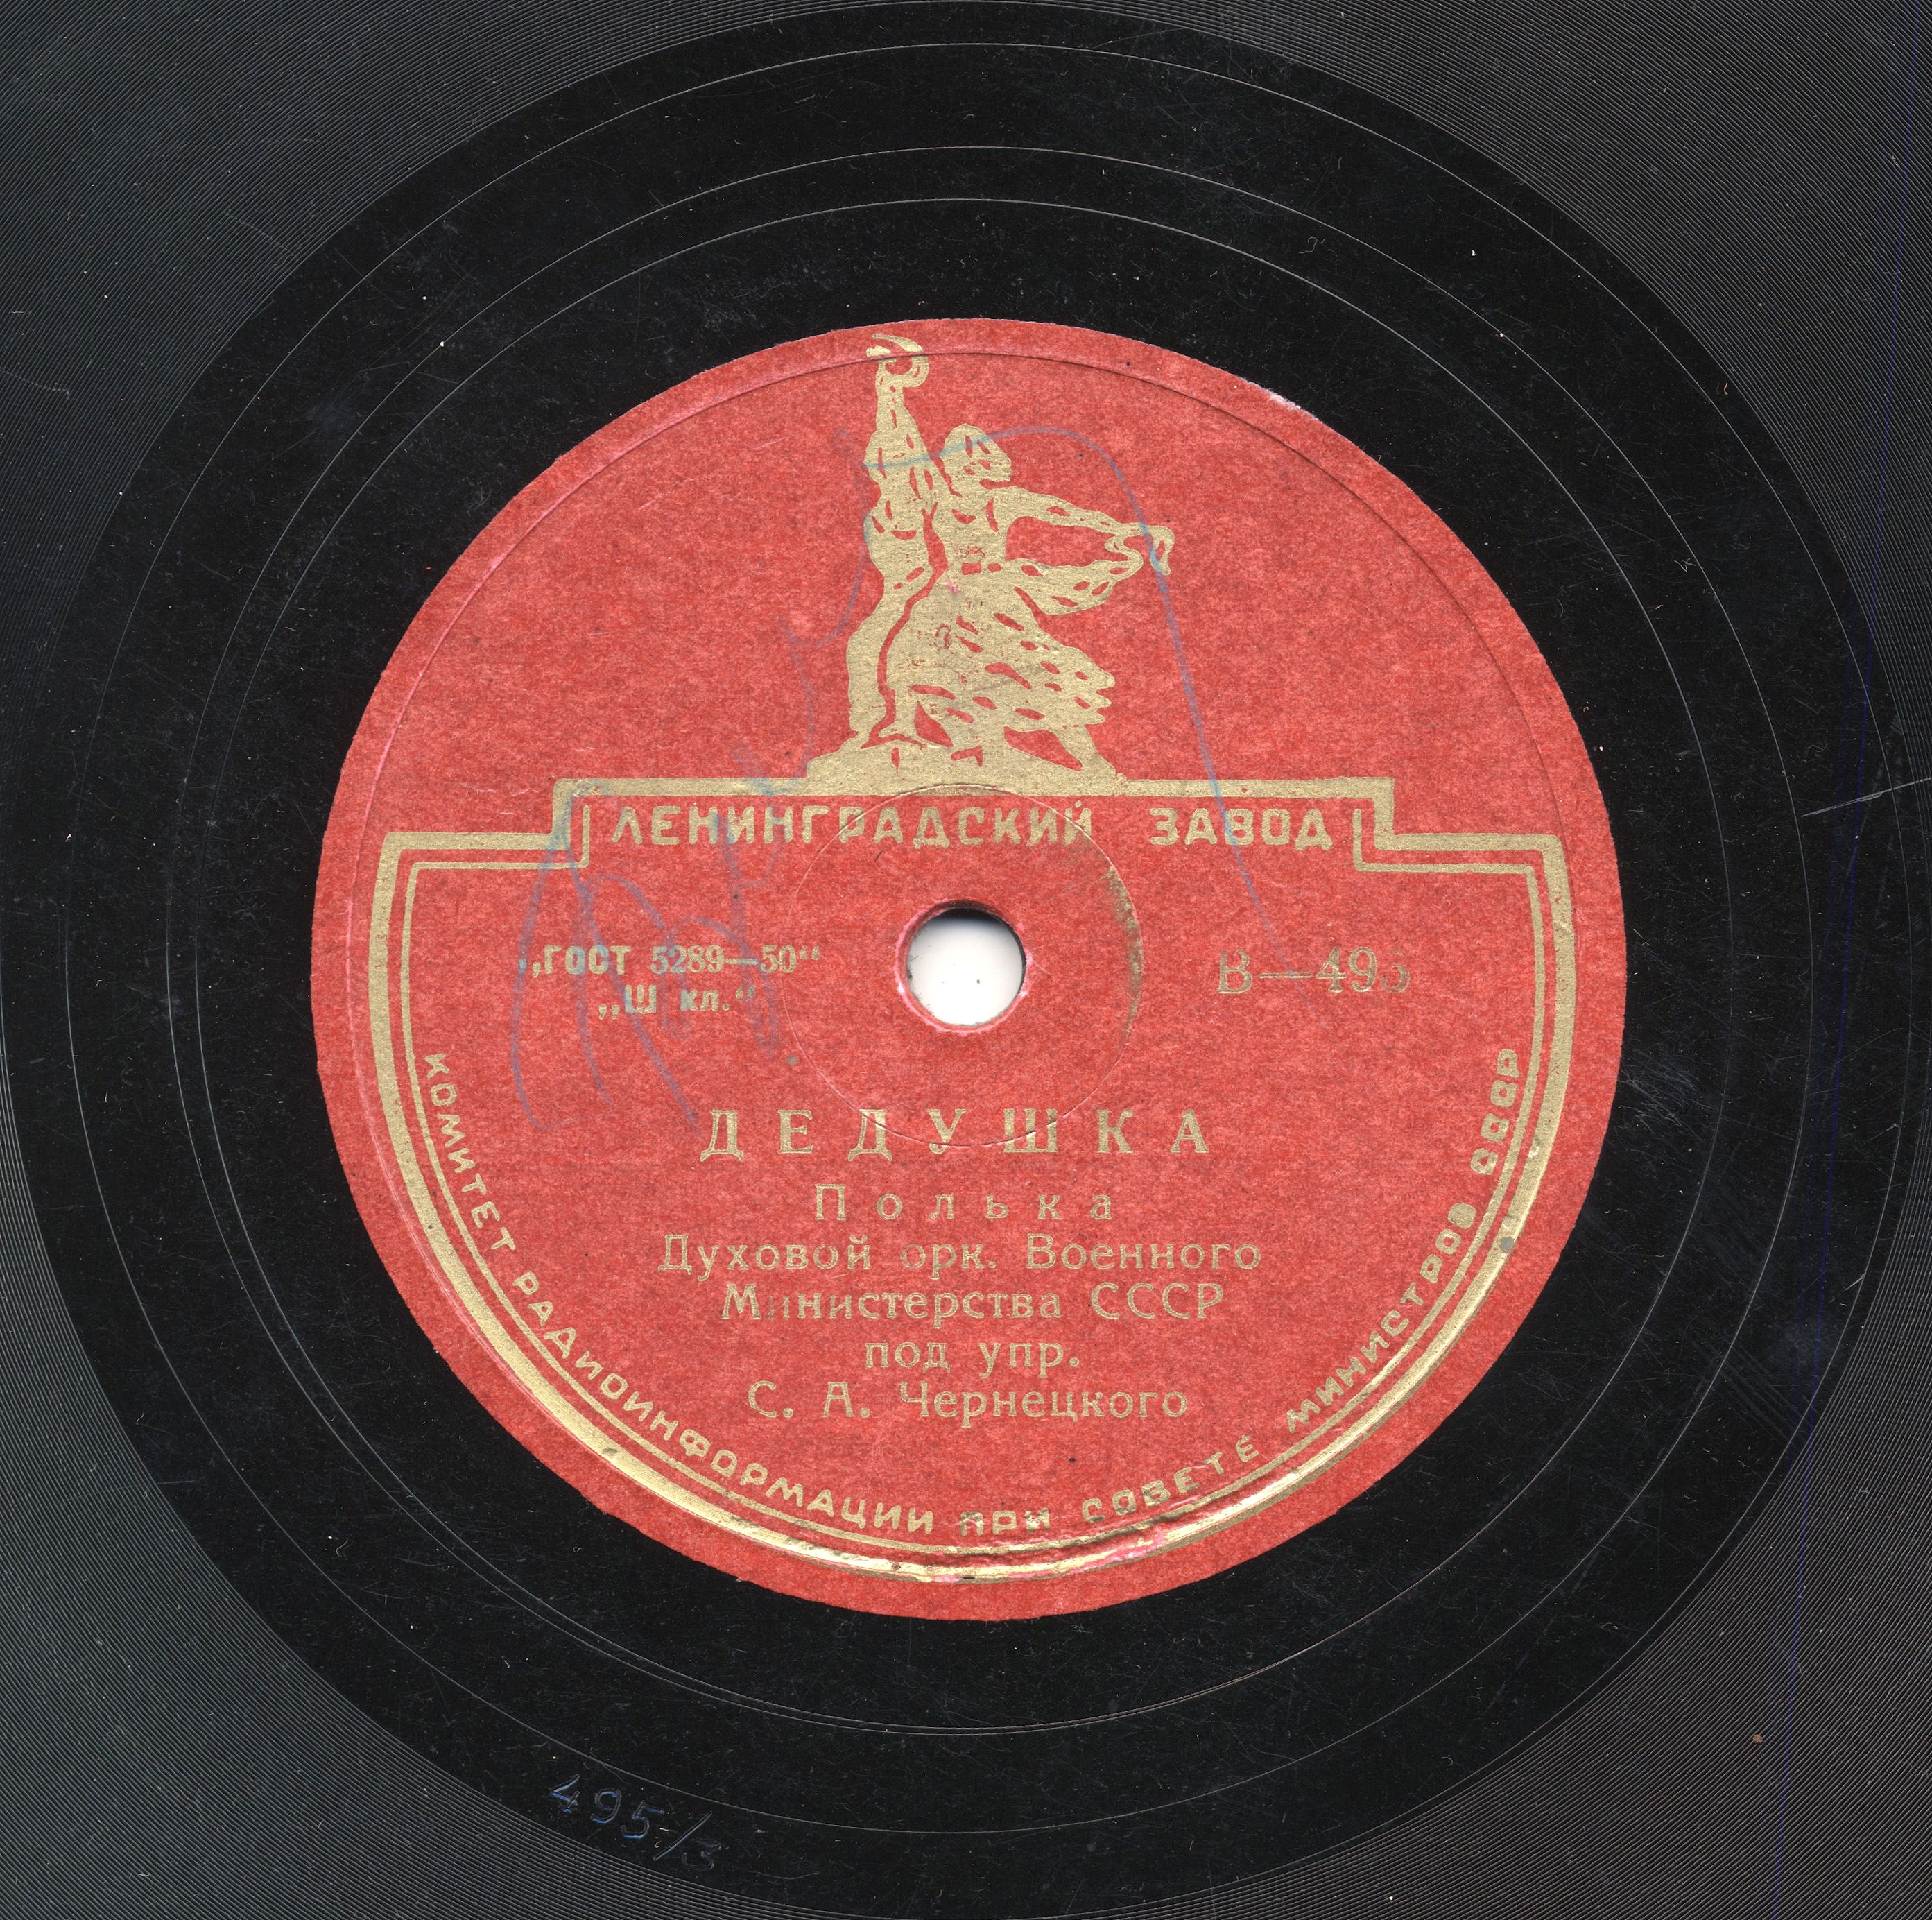 ЛЕНИНГРАДСКИЙ ЗАВОД
„ГОСТ 5289—50“
„Ш кл.“
В—495
ДЕДУШКА
Полька
Духовой орк. Военного
Министерства СССР
под упр.
С. А. Чернецкого
КОМИТЕТ РАДИОИНФОРМАЦИИ ПРИ СОВЕТЕ МИНИСТРОВ СССР
495/3